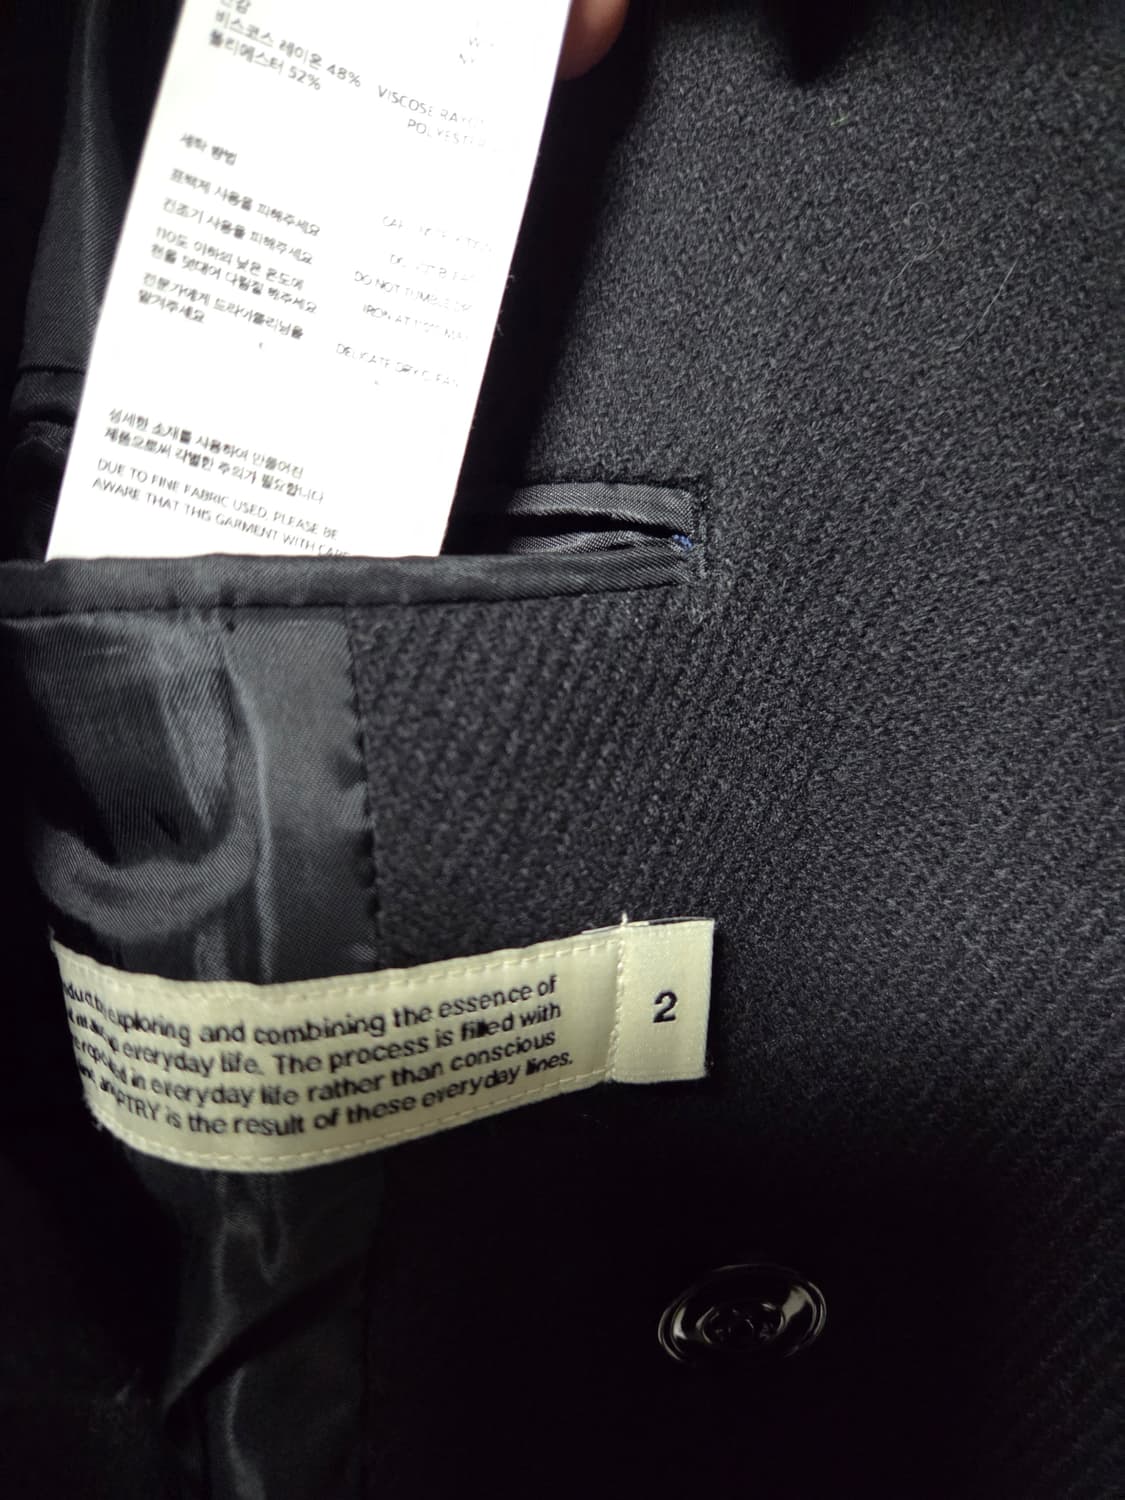 비스코스 레이온 48%
폴리에스터 52%
VISCOSE RAYON
POLYESTER
세탁 방법
표백제 사용을 피해주세요
건조기 사용을 피해주세요
110도 이하의 낮은 온도에
천을 덧대어 다림질 해주세요
전문가에게 드라이클리닝을
맡겨주세요
DO NOT TUMBLE DRY
IRON AT 110° MAX
DELICATE DRY CLEAN
섬세한 소재를 사용하여 만들어진
제품으로써 각별한 주의가 필요합니다
DUE TO FINE FABRIC USED, PLEASE BE
AWARE THAT THIS GARMENT WITH CARE
exploring and combining the essence of
everyday life. The process is filled with
in everyday life rather than conscious
is the result of these everyday lines.
2